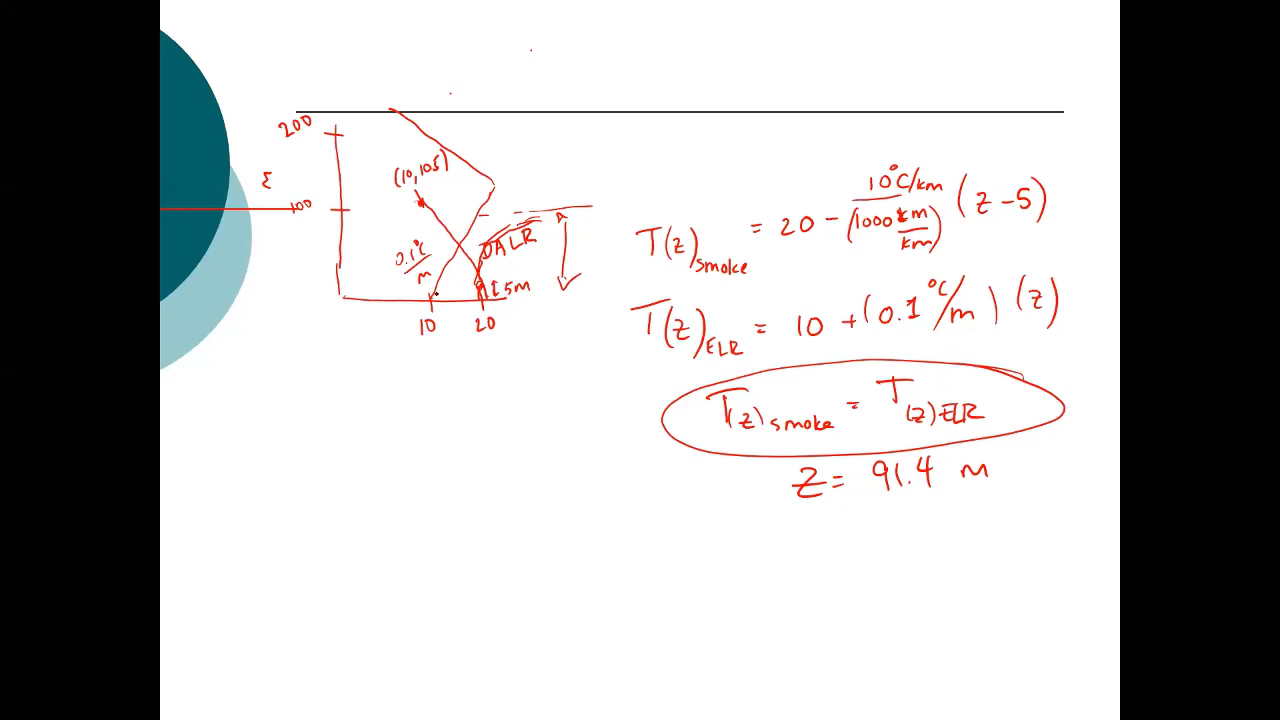 200
(10, 105)
Σ
100
0.1°C/m
DALR
5m
10 20
T(z)smoke = 20 - 10°C/km / (1000 m/km) (z - 5)
T(z)ELR = 10 + (0.1 °C/m) (z)
T(z)smoke = T(z)ELR
z = 91.4 m